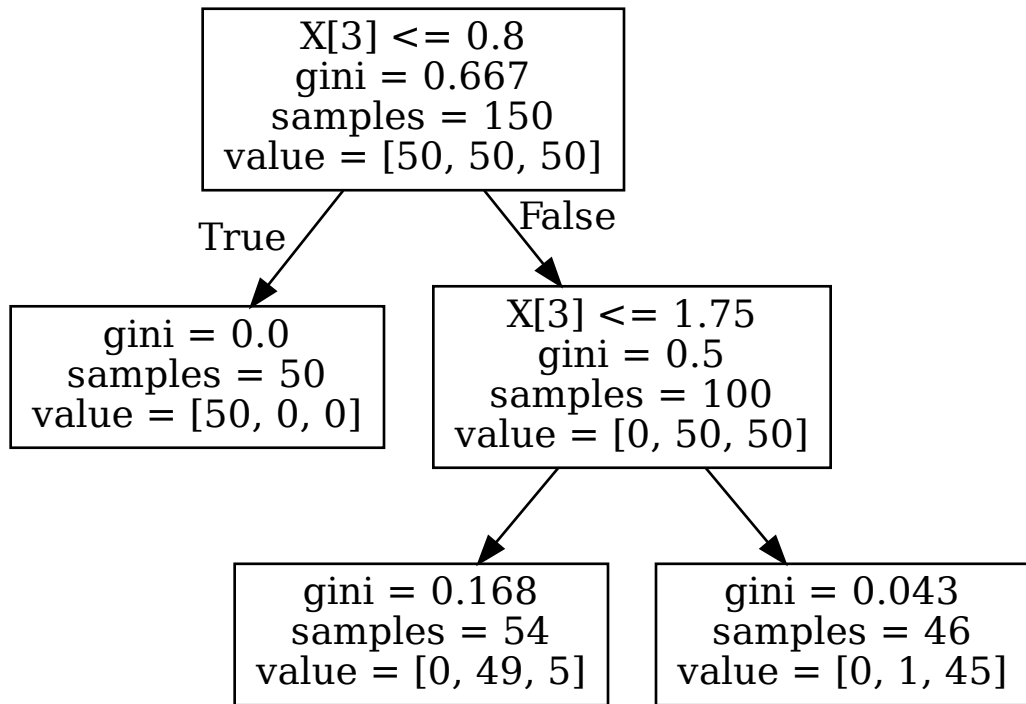 X[3] <= 0.8
gini = 0.667
samples = 150
value = [50, 50, 50]
True
False
gini = 0.0
samples = 50
value = [50, 0, 0]
X[3] <= 1.75
gini = 0.5
samples = 100
value = [0, 50, 50]
gini = 0.168
samples = 54
value = [0, 49, 5]
gini = 0.043
samples = 46
value = [0, 1, 45]